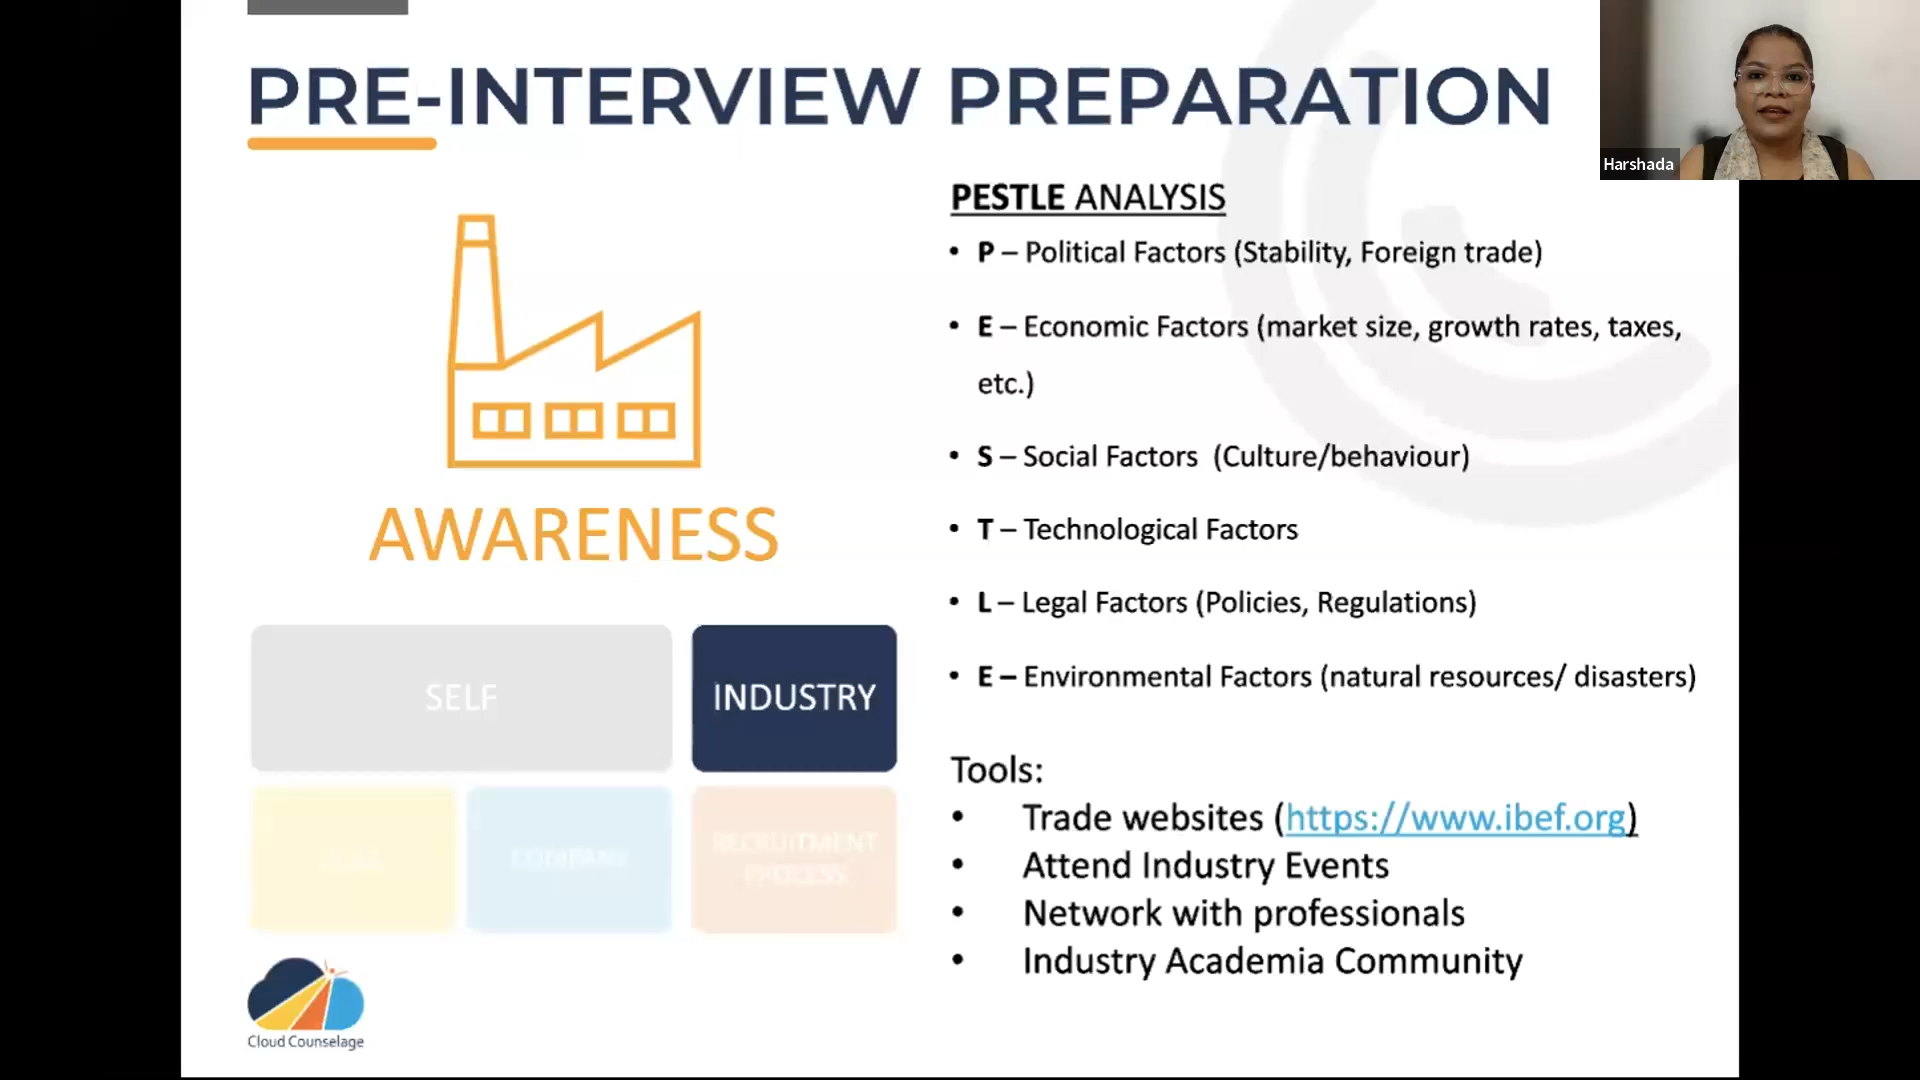 PRE-INTERVIEW PREPARATION
Harshada
PESTLE ANALYSIS
• P – Political Factors (Stability, Foreign trade)
• E – Economic Factors (market size, growth rates, taxes,
etc.)
• S – Social Factors (Culture/behaviour)
• T – Technological Factors
• L – Legal Factors (Policies, Regulations)
• E – Environmental Factors (natural resources/ disasters)
AWARENESS
SELF
INDUSTRY
COMPANY
RECRUITMENT
PROCESS
Tools:
• Trade websites (https://www.ibef.org)
• Attend Industry Events
• Network with professionals
• Industry Academia Community
Cloud Counselage